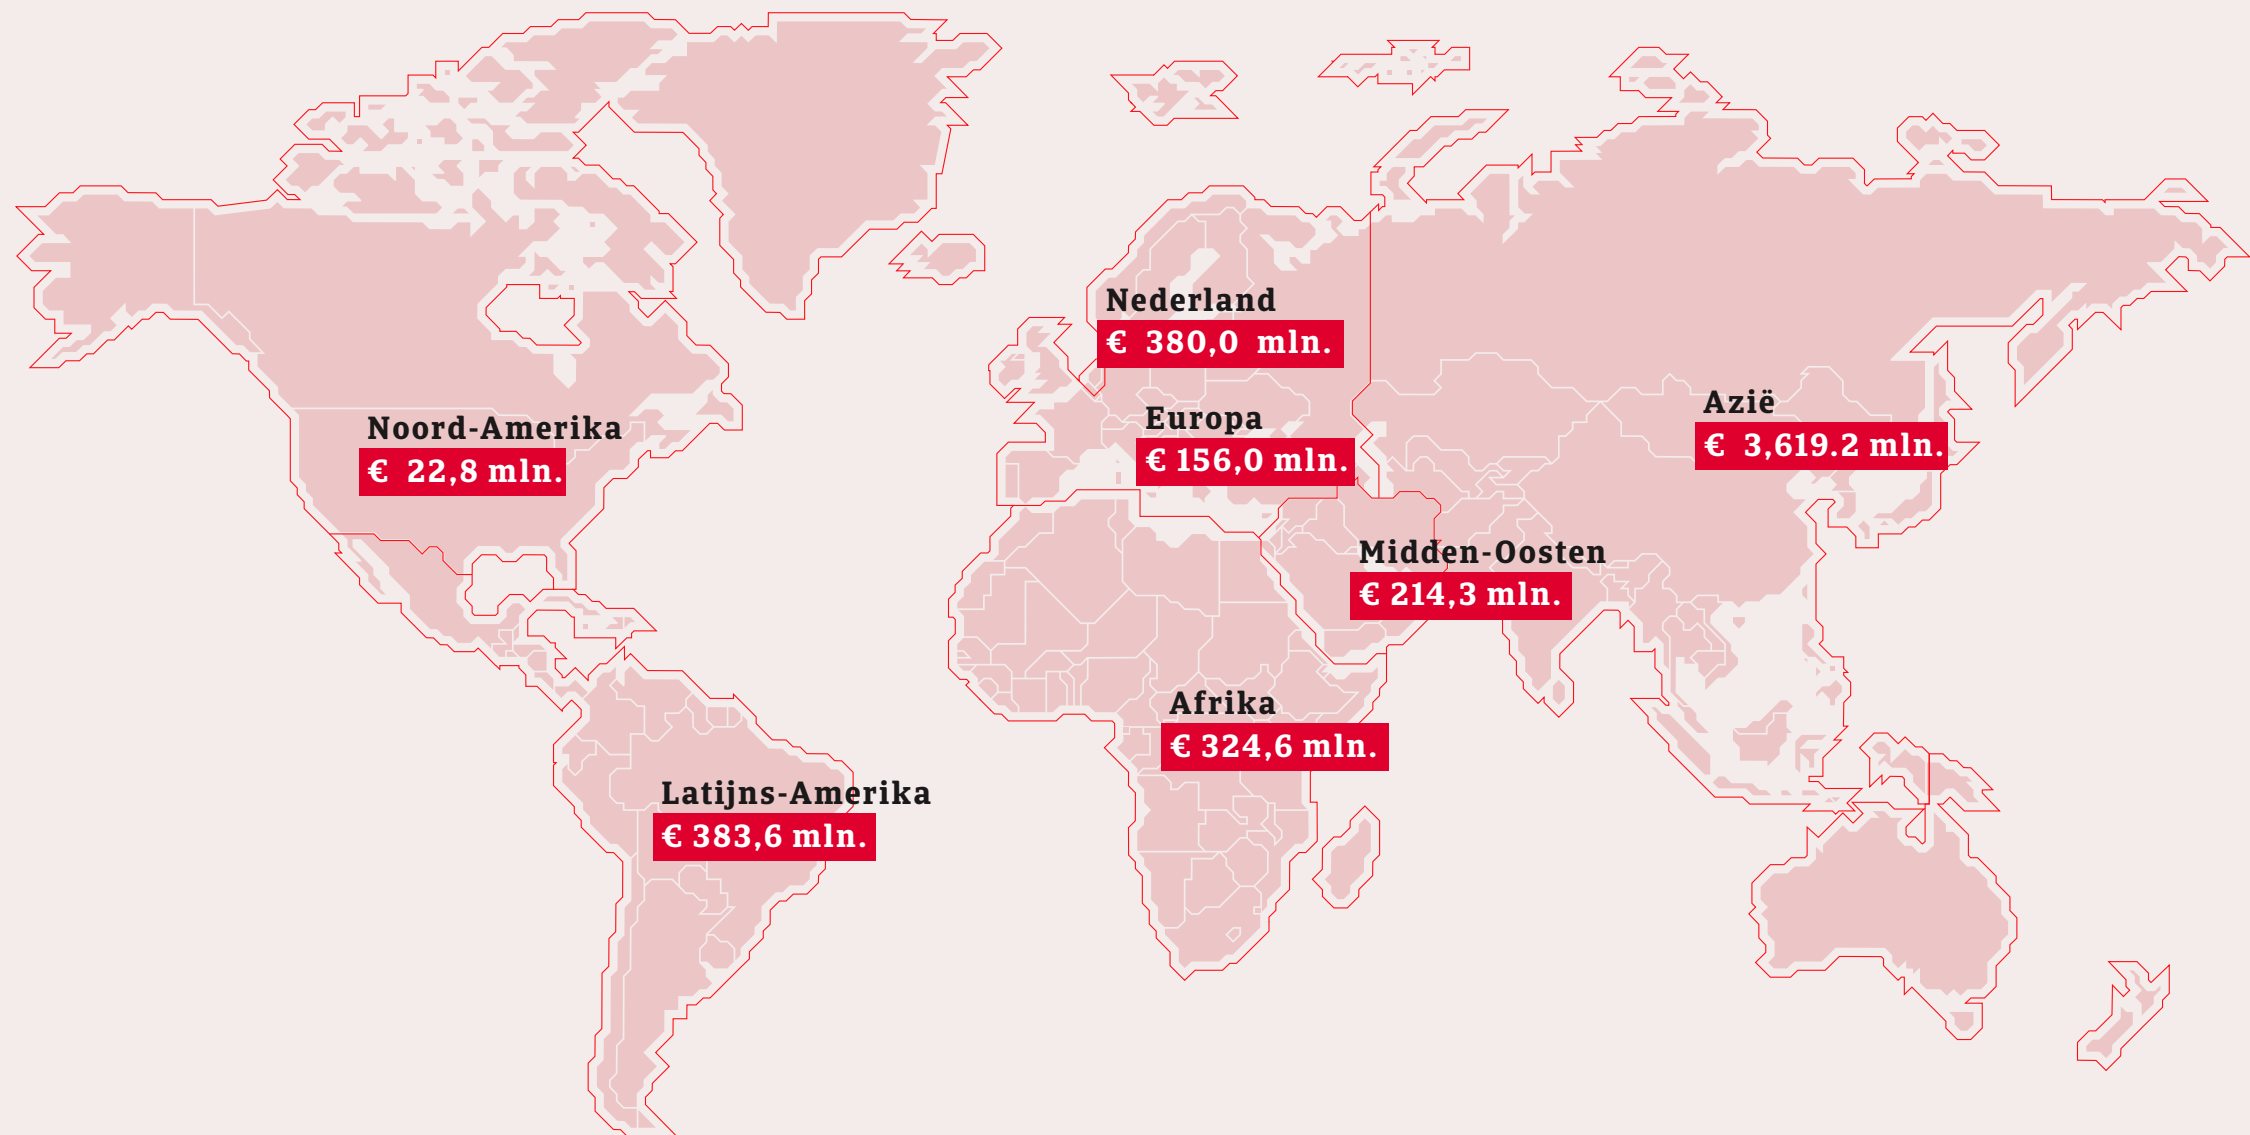 Nederland
€ 380,0 mln.
Azië
€ 3,619.2 mln.
Europa
€ 156,0 mln.
Noord-Amerika
€ 22,8 mln.
Midden-Oosten
€ 214,3 mln.
Afrika
€ 324,6 mln.
Latijns-Amerika
€ 383,6 mln.